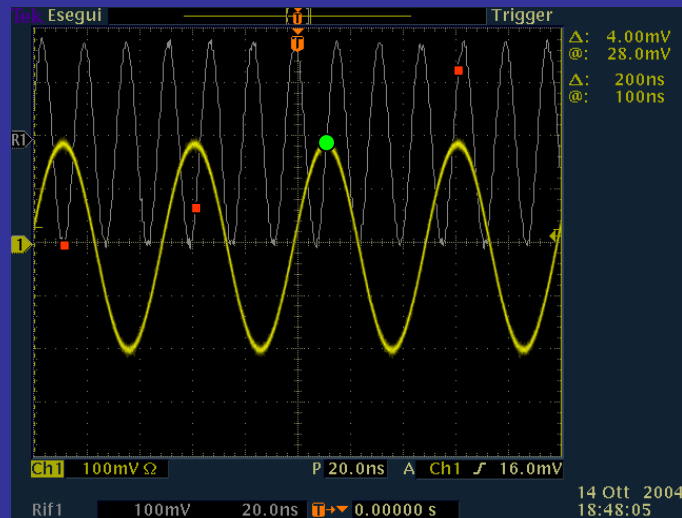 Tek Esegui Trigger
Δ: 4.00mV
@: 28.0mV
Δ: 200ns
@: 100ns
R1
1
Ch1 100mV Ω P 20.0ns A Ch1 ƒ 16.0mV
Rif1 100mV 20.0ns T→▼ 0.00000 s
14 Ott 2004
18:48:05